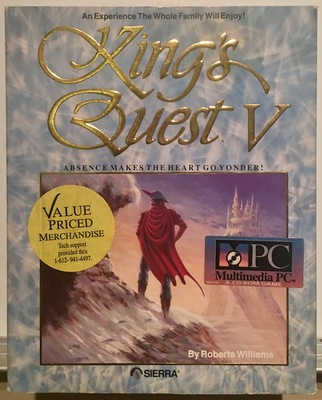 An Experience The Whole Family Will Enjoy!
King's
Quest V
ABSENCE MAKES THE HEART GO YONDER!
VALUE
PRICED
MERCHANDISE
Tech support
provided thru
1-612-941-4497.
PC
Multimedia PC
A CD-ROM GAME
By Roberta Williams
SIERRA